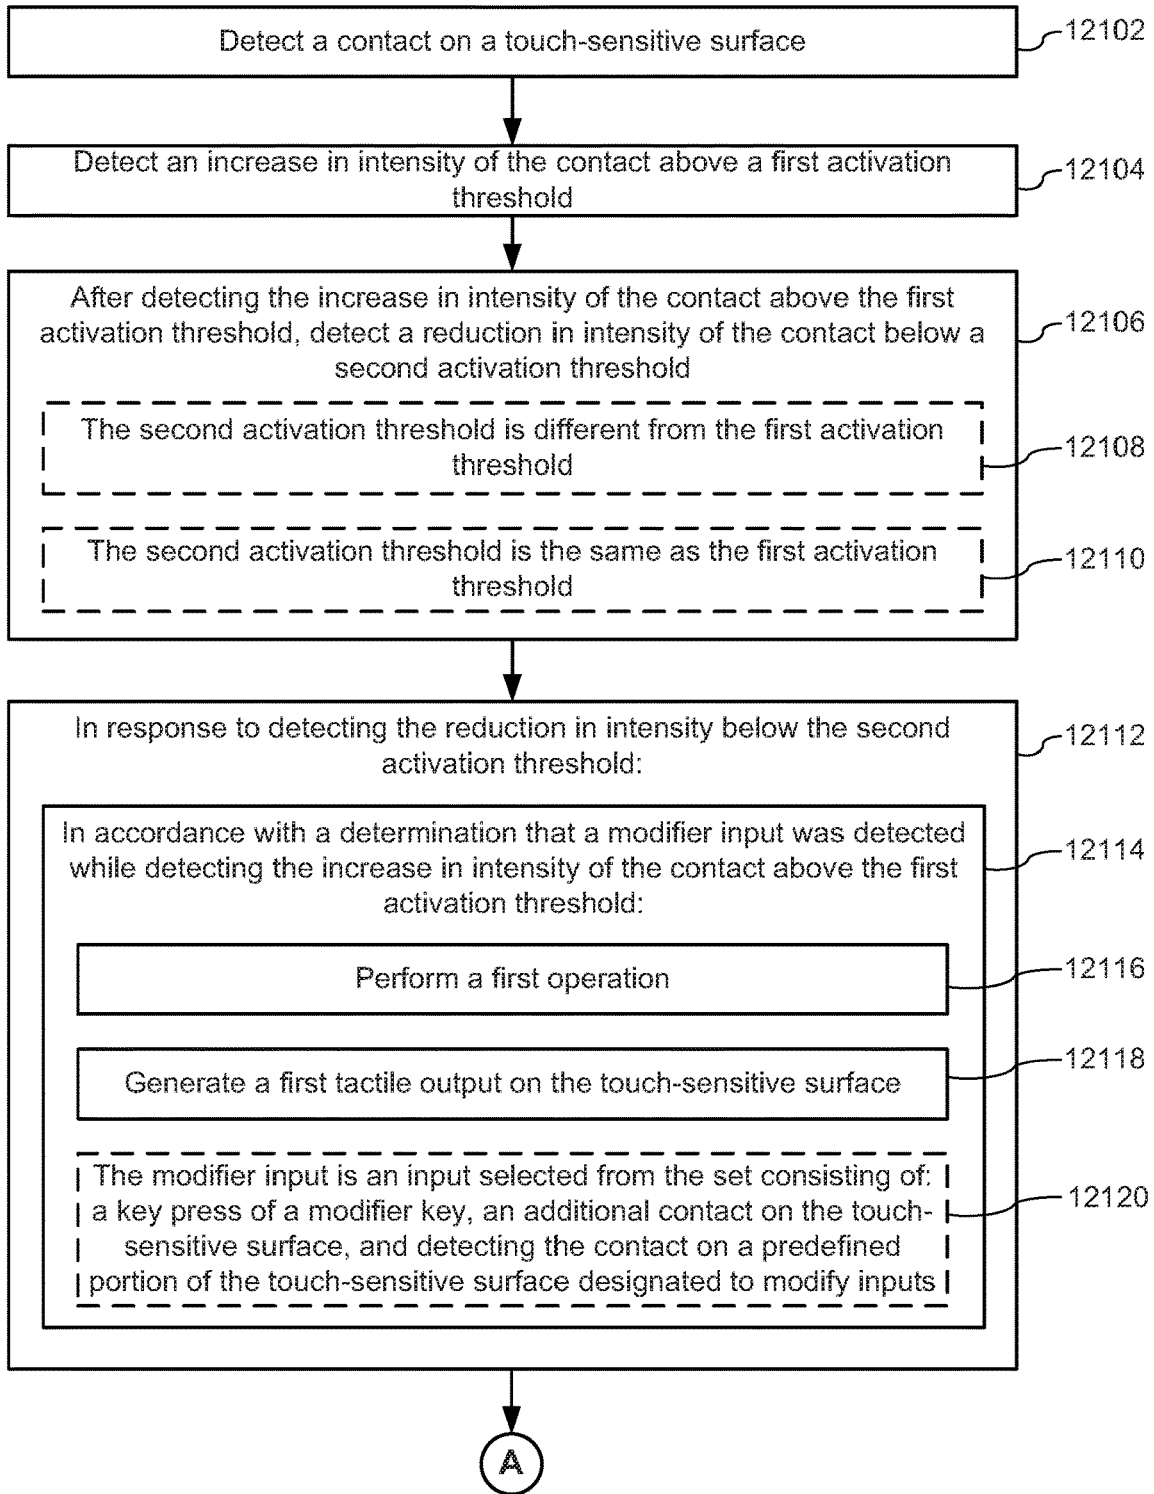 Detect a contact on a touch-sensitive surface
12102
Detect an increase in intensity of the contact above a first activation
threshold
12104
After detecting the increase in intensity of the contact above the first
activation threshold, detect a reduction in intensity of the contact below a
second activation threshold
12106
The second activation threshold is different from the first activation
threshold
12108
The second activation threshold is the same as the first activation
threshold
12110
In response to detecting the reduction in intensity below the second
activation threshold:
12112
In accordance with a determination that a modifier input was detected
while detecting the increase in intensity of the contact above the first
activation threshold:
12114
Perform a first operation
12116
Generate a first tactile output on the touch-sensitive surface
12118
The modifier input is an input selected from the set consisting of:
a key press of a modifier key, an additional contact on the touch-
sensitive surface, and detecting the contact on a predefined
portion of the touch-sensitive surface designated to modify inputs
12120
A